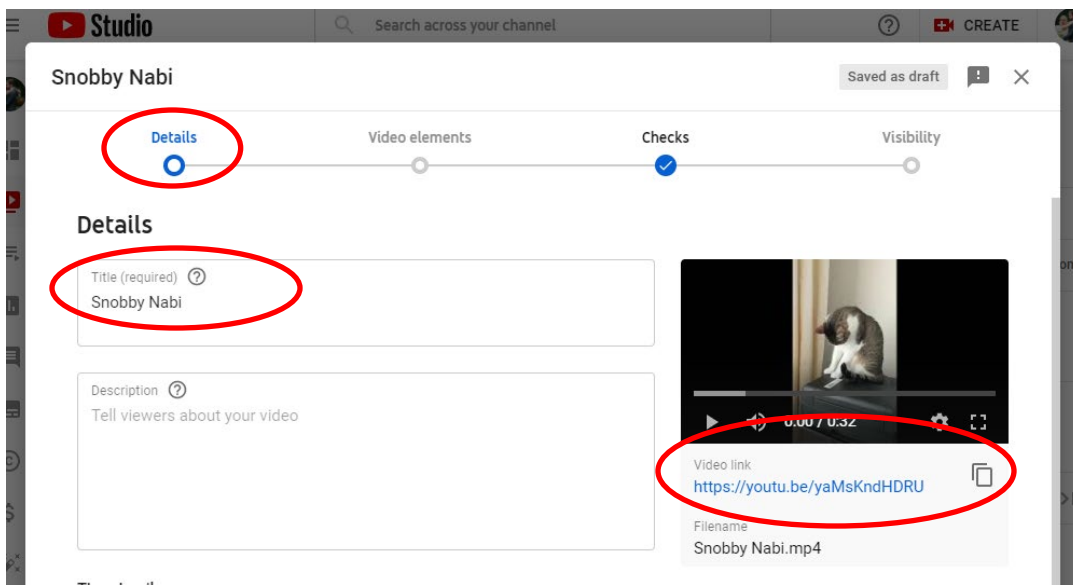 Studio
Search across your channel
CREATE
Snobby Nabi
Saved as draft
Details
Video elements
Checks
Visibility
Details
Title (required)
Snobby Nabi
Description
Tell viewers about your video
0:00 / 0:32
Video link
https://youtu.be/yaMsKndHDRU
Filename
Snobby Nabi.mp4